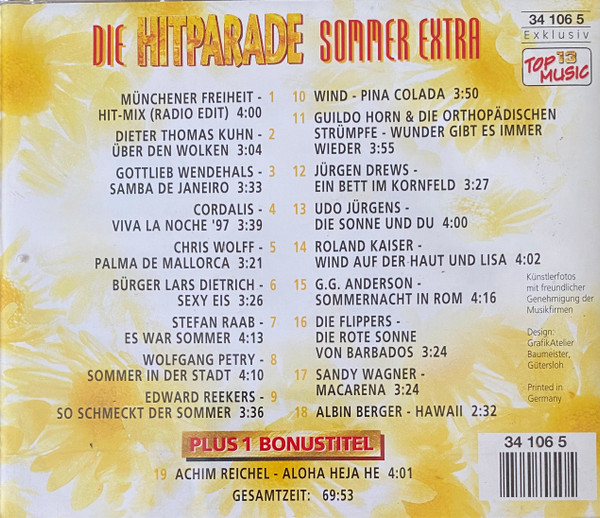 DIE HITPARADE SOMMER EXTRA
34 106 5
Exklusiv
TOP 13
MUSIC
MÜNCHENER FREIHEIT - 1
HIT-MIX (RADIO EDIT) 4:00
DIETER THOMAS KUHN - 2
ÜBER DEN WOLKEN 3:04
GOTTLIEB WENDEHALS - 3
SAMBA DE JANEIRO 3:33
CORDALIS - 4
VIVA LA NOCHE '97 3:39
CHRIS WOLFF - 5
PALMA DE MALLORCA 3:21
BÜRGER LARS DIETRICH - 6
SEXY EIS 3:26
STEFAN RAAB - 7
ES WAR SOMMER 4:13
WOLFGANG PETRY - 8
SOMMER IN DER STADT 4:10
EDWARD REEKERS - 9
SO SCHMECKT DER SOMMER 3:36
10 WIND - PINA COLADA 3:50
11 GUILDO HORN & DIE ORTHOPÄDISCHEN
STRÜMPFE - WUNDER GIBT ES IMMER
WIEDER 3:55
12 JÜRGEN DREWS -
EIN BETT IM KORNFELD 3:27
13 UDO JÜRGENS -
DIE SONNE UND DU 4:00
14 ROLAND KAISER -
WIND AUF DER HAUT UND LISA 4:02
15 G.G. ANDERSON -
SOMMERNACHT IN ROM 4:16
16 DIE FLIPPERS -
DIE ROTE SONNE
VON BARBADOS 3:24
17 SANDY WAGNER -
MACARENA 3:24
18 ALBIN BERGER - HAWAII 2:32
Künstlerfotos
mit freundlicher
Genehmigung der
Musikfirmen
Design:
GrafikAtelier
Baumeister,
Gütersloh
Printed in
Germany
PLUS 1 BONUSTITEL
19 ACHIM REICHEL - ALOHA HEJA HE 4:01
GESAMTZEIT: 69:53
34 106 5